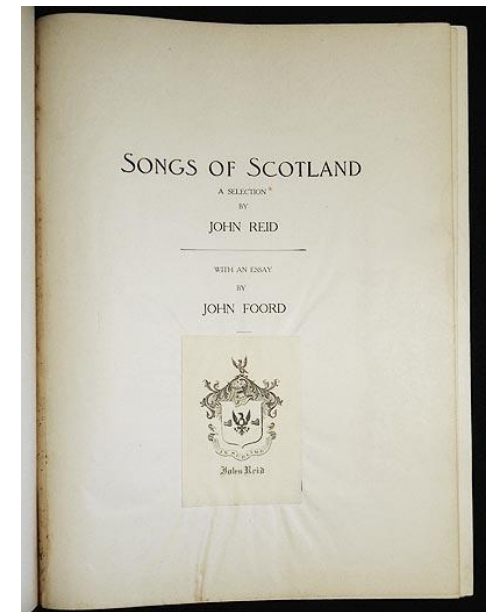 SONGS OF SCOTLAND
A SELECTION
BY
JOHN REID
WITH AN ESSAY
BY
JOHN FOORD
John Reid